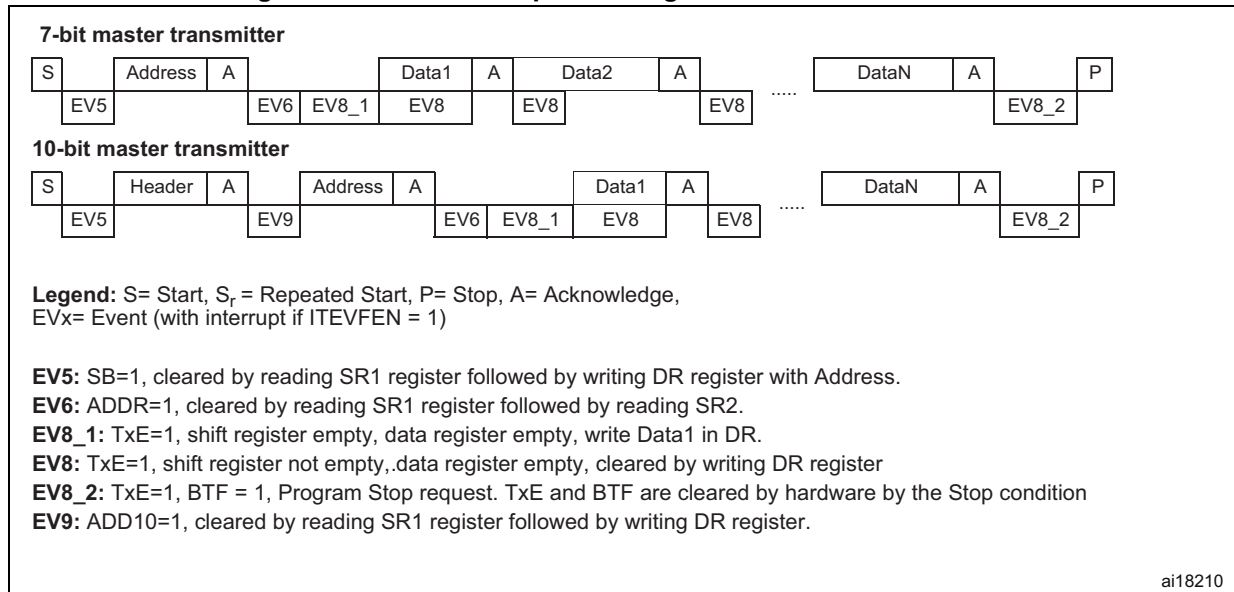 7-bit master transmitter
S Address A Data1 A Data2 A ..... DataN A P
EV5 EV6 EV8_1 EV8 EV8 EV8 EV8_2
10-bit master transmitter
S Header A Address A Data1 A ..... DataN A P
EV5 EV9 EV6 EV8_1 EV8 EV8 EV8_2
Legend: S= Start, Sr = Repeated Start, P= Stop, A= Acknowledge,
EVx= Event (with interrupt if ITEVFEN = 1)
EV5: SB=1, cleared by reading SR1 register followed by writing DR register with Address.
EV6: ADDR=1, cleared by reading SR1 register followed by reading SR2.
EV8_1: TxE=1, shift register empty, data register empty, write Data1 in DR.
EV8: TxE=1, shift register not empty,.data register empty, cleared by writing DR register
EV8_2: TxE=1, BTF = 1, Program Stop request. TxE and BTF are cleared by hardware by the Stop condition
EV9: ADD10=1, cleared by reading SR1 register followed by writing DR register.
ai18210